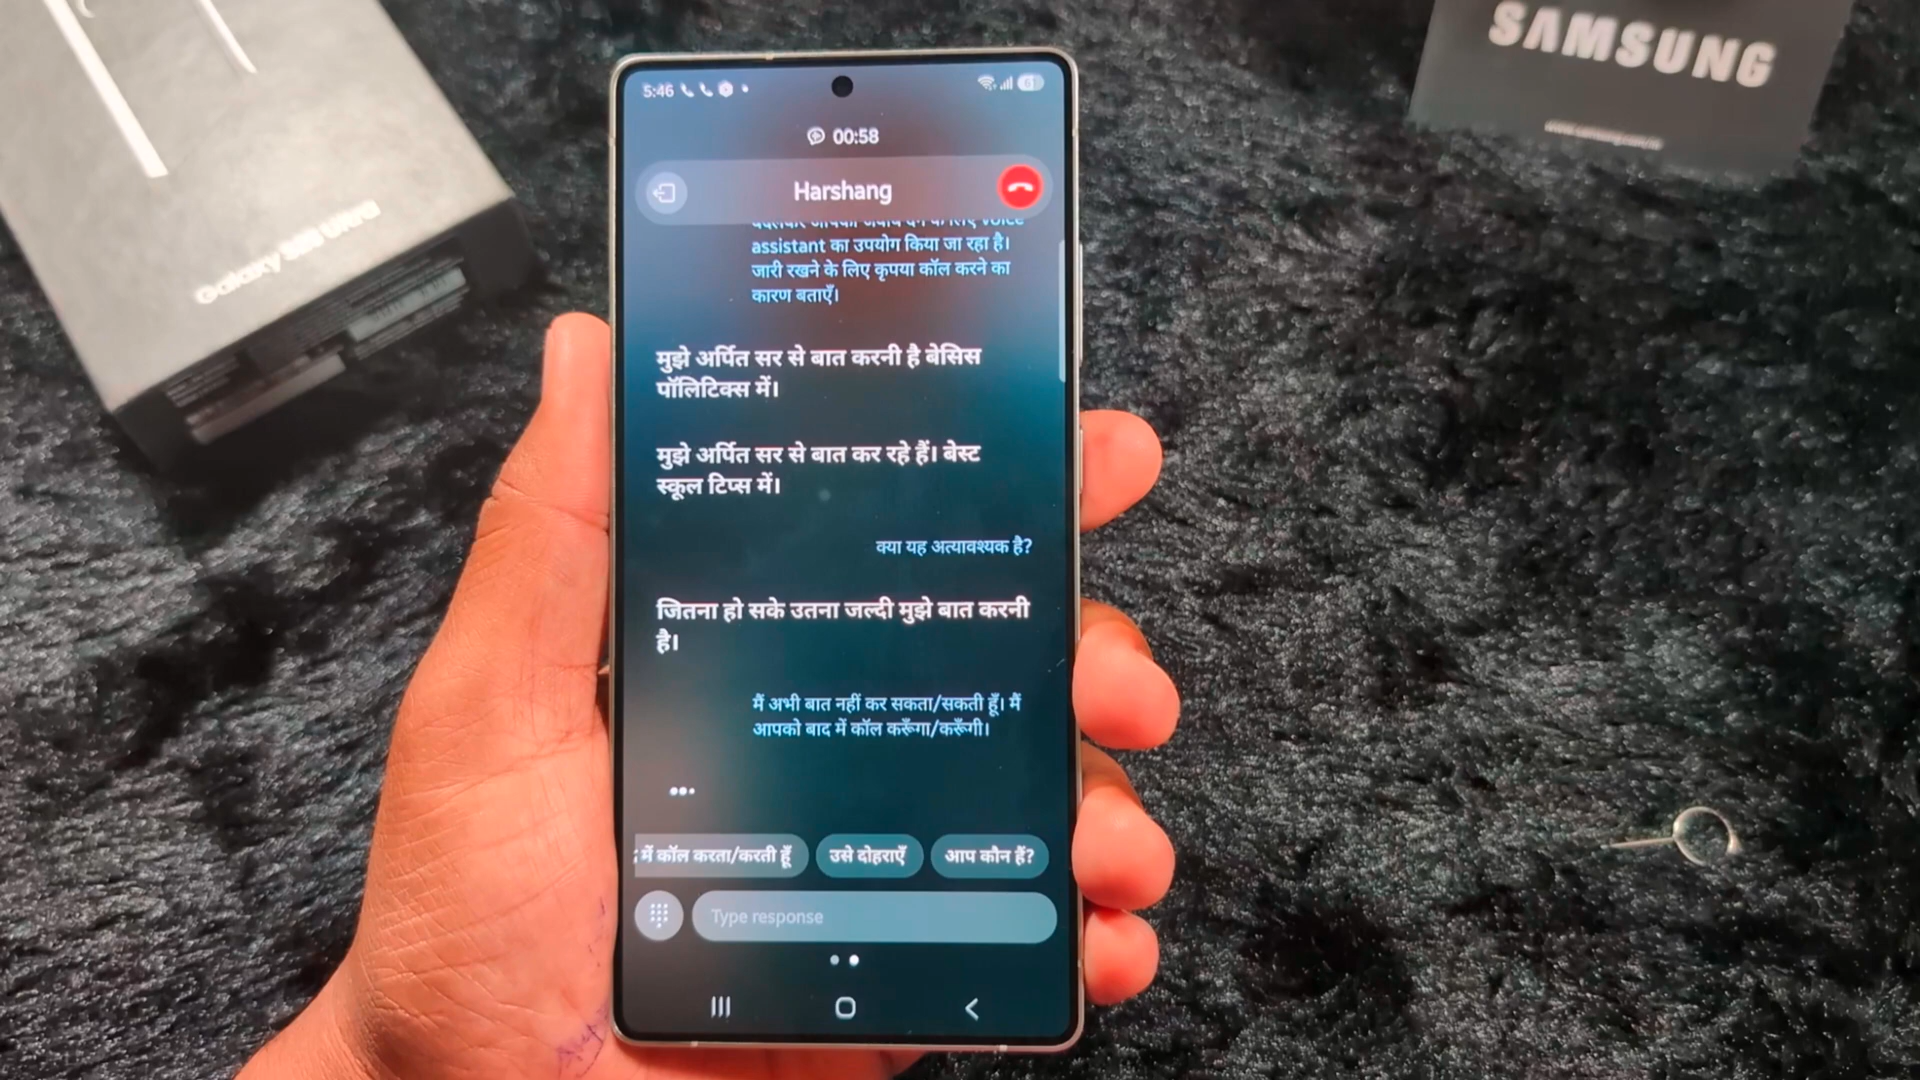 SAMSUNG
Galaxy Ultra
5:46
00:58
Harshang
assistant का उपयोग किया जा रहा है।
जारी रखने के लिए कृपया कॉल करने का
कारण बताएँ।
मुझे अर्पित सर से बात करनी है बेसिस
पॉलिटिक्स में।
मुझे अर्पित सर से बात कर रहे हैं। बेस्ट
स्कूल टिप्स में।
क्या यह अत्यावश्यक है?
जितना हो सके उतना जल्दी मुझे बात करनी
है।
मैं अभी बात नहीं कर सकता/सकती हूँ। मैं
आपको बाद में कॉल करूँगा/करूँगी।
में कॉल करता/करती हूँ
उसे दोहराएँ
आप कौन हैं?
Type response